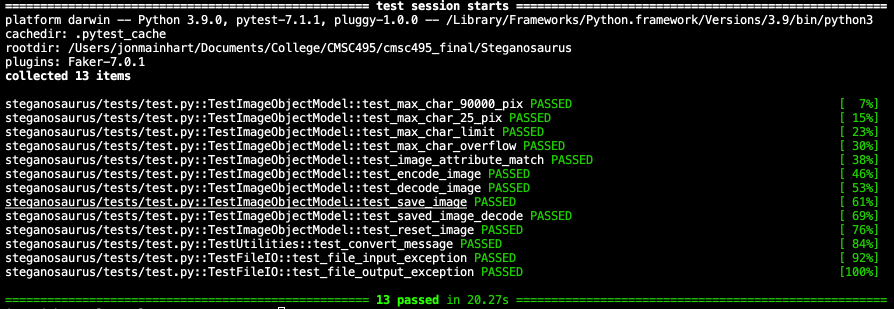 ============================= test session starts =============================
platform darwin -- Python 3.9.0, pytest-7.1.1, pluggy-1.0.0 -- /Library/Frameworks/Python.framework/Versions/3.9/bin/python3
cachedir: .pytest_cache
rootdir: /Users/jonmainhart/Documents/College/CMSC495/cmsc495_final/Steganosaurus
plugins: Faker-7.0.1
collected 13 items
steganosaurus/tests/test.py::TestImageObjectModel::test_max_char_90000_pix PASSED [  7%]
steganosaurus/tests/test.py::TestImageObjectModel::test_max_char_25_pix PASSED [ 15%]
steganosaurus/tests/test.py::TestImageObjectModel::test_max_char_limit PASSED [ 23%]
steganosaurus/tests/test.py::TestImageObjectModel::test_max_char_overflow PASSED [ 30%]
steganosaurus/tests/test.py::TestImageObjectModel::test_image_attribute_match PASSED [ 38%]
steganosaurus/tests/test.py::TestImageObjectModel::test_encode_image PASSED [ 46%]
steganosaurus/tests/test.py::TestImageObjectModel::test_decode_image PASSED [ 53%]
steganosaurus/tests/test.py::TestImageObjectModel::test_save_image PASSED [ 61%]
steganosaurus/tests/test.py::TestImageObjectModel::test_saved_image_decode PASSED [ 69%]
steganosaurus/tests/test.py::TestImageObjectModel::test_reset_image PASSED [ 76%]
steganosaurus/tests/test.py::TestUtilities::test_convert_message PASSED [ 84%]
steganosaurus/tests/test.py::TestFileIO::test_file_input_exception PASSED [ 92%]
steganosaurus/tests/test.py::TestFileIO::test_file_output_exception PASSED [100%]
============================= 13 passed in 20.27s =============================